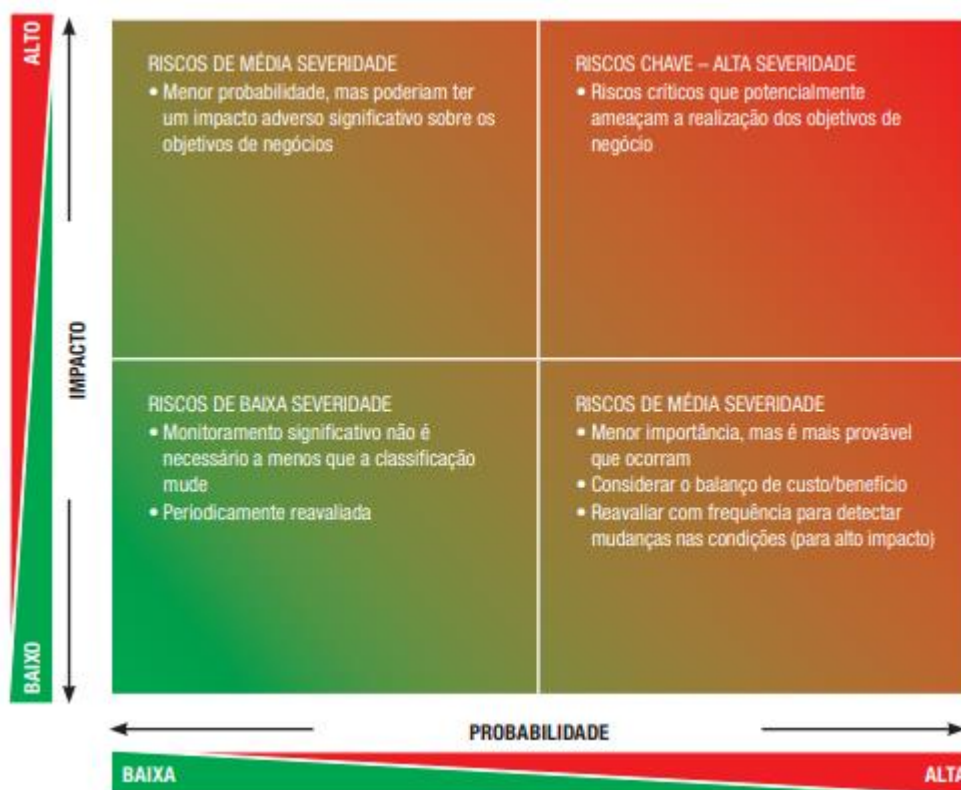 ALTO
IMPACTO
BAIXO
RISCOS DE MÉDIA SEVERIDADE
• Menor probabilidade, mas poderiam ter
um impacto adverso significativo sobre os
objetivos de negócios
RISCOS CHAVE – ALTA SEVERIDADE
• Riscos críticos que potencialmente
ameaçam a realização dos objetivos de
negócio
RISCOS DE BAIXA SEVERIDADE
• Monitoramento significativo não é
necessário a menos que a classificação
mude
• Periodicamente reavaliada
RISCOS DE MÉDIA SEVERIDADE
• Menor importância, mas é mais provável
que ocorram
• Considerar o balanço de custo/benefício
• Reavaliar com frequência para detectar
mudanças nas condições (para alto impacto)
PROBABILIDADE
BAIXA
ALTA